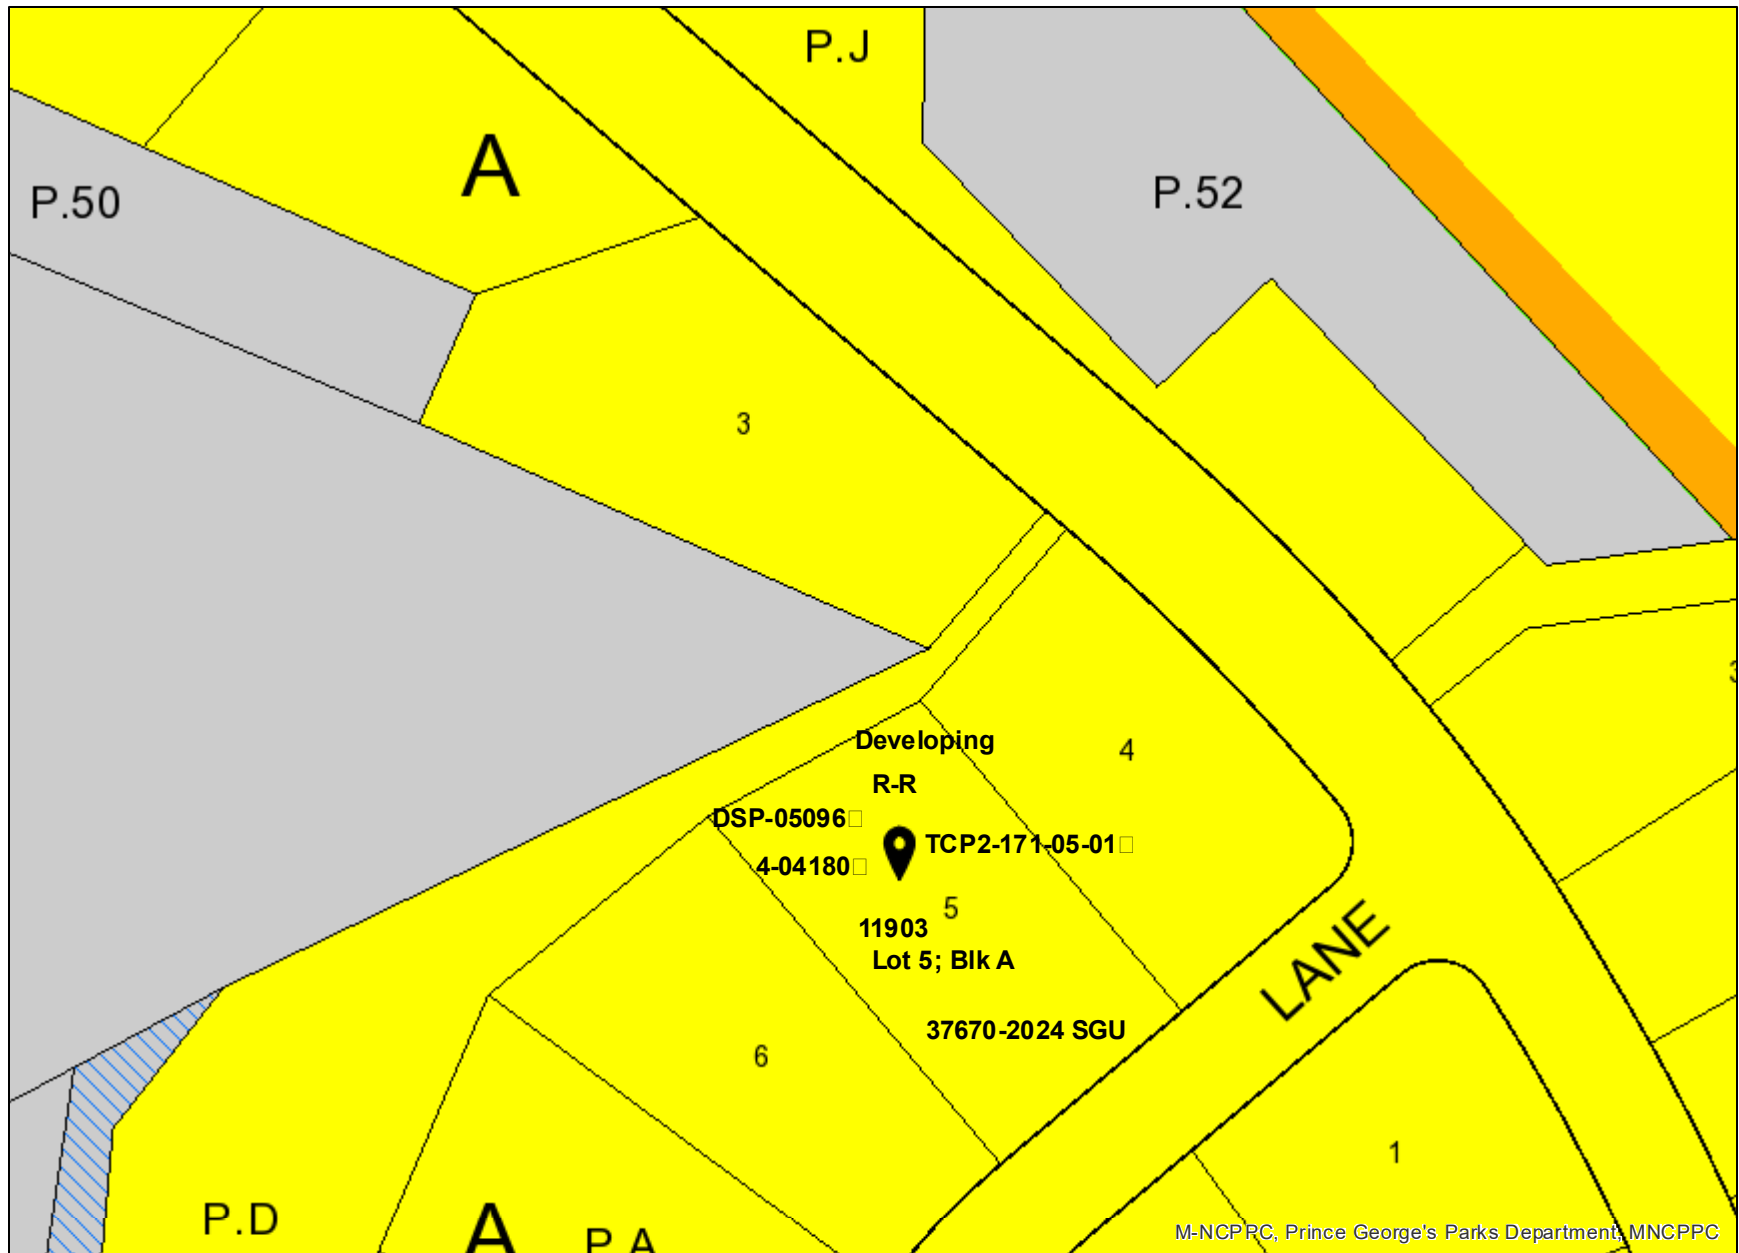 P.J
A
P.50
P.52
3
3
Developing
4
R-R
DSP-05096
TCP2-171-05-01
4-04180
5
11903
Lot 5; Blk A
LANE
37670-2024 SGU
6
1
P.D
A
P.A
M-NCPPC, Prince George's Parks Department, MNCPPC